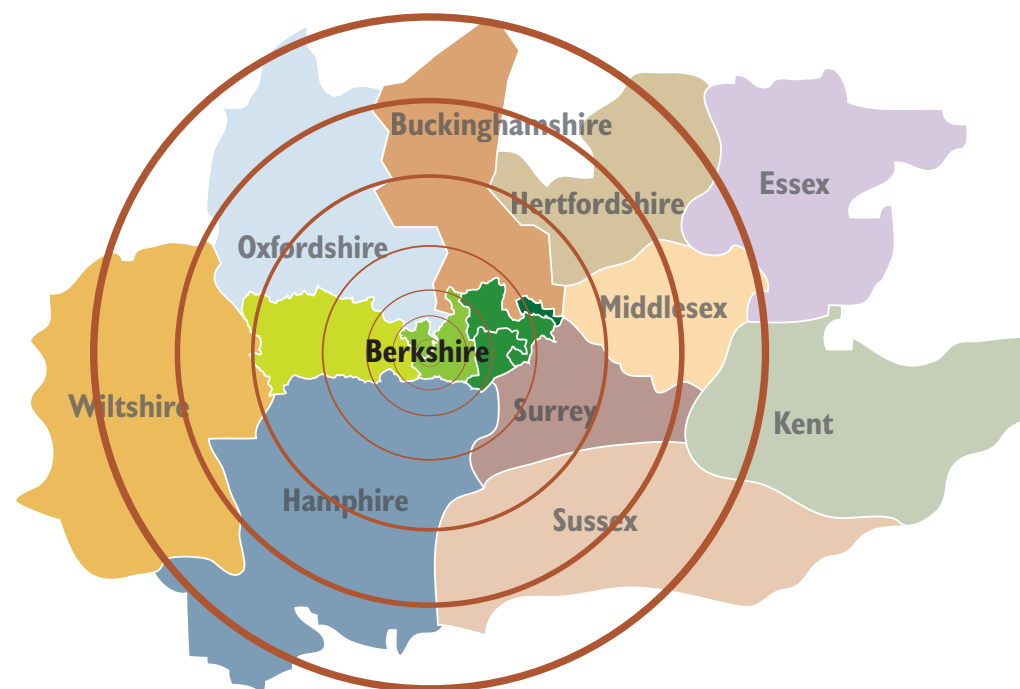 Buckinghamshire
Essex
Hertfordshire
Oxfordshire
Middlesex
Berkshire
Wiltshire
Surrey
Kent
Hamphire
Sussex